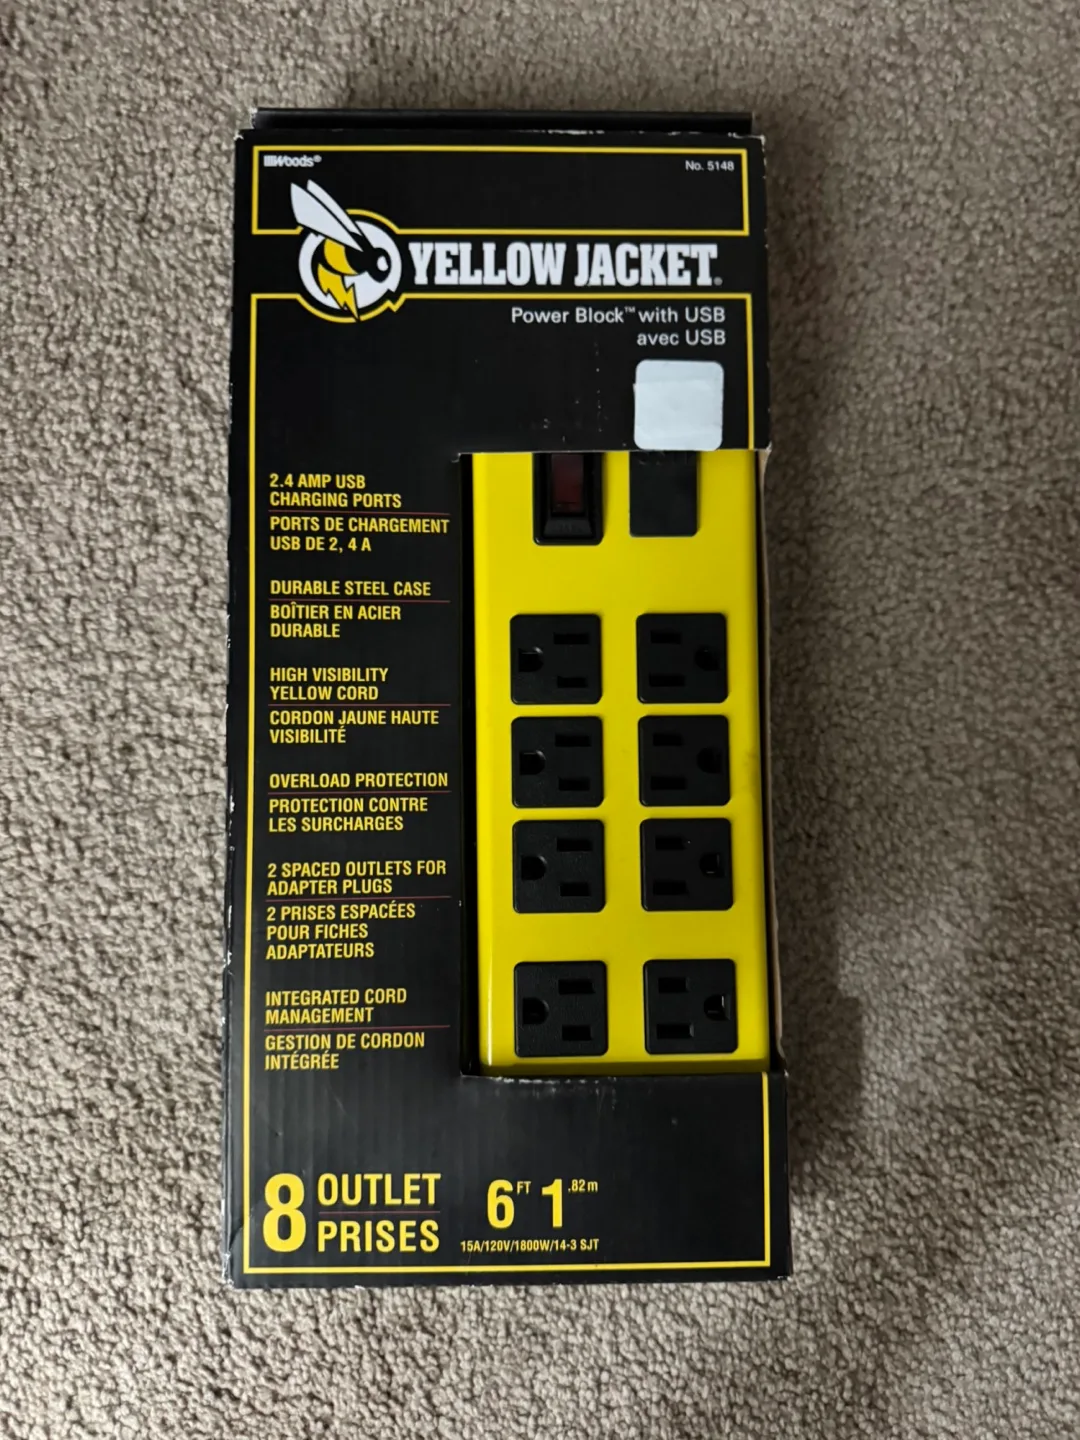 Woods®
No. 5148
YELLOW JACKET®
Power Block™ with USB
avec USB
2.4 AMP USB
CHARGING PORTS
PORTS DE CHARGEMENT
USB DE 2, 4 A
DURABLE STEEL CASE
BOÎTIER EN ACIER
DURABLE
HIGH VISIBILITY
YELLOW CORD
CORDON JAUNE HAUTE
VISIBILITÉ
OVERLOAD PROTECTION
PROTECTION CONTRE
LES SURCHARGES
2 SPACED OUTLETS FOR
ADAPTER PLUGS
2 PRISES ESPACÉES
POUR FICHES
ADAPTATEURS
INTEGRATED CORD
MANAGEMENT
GESTION DE CORDON
INTÉGRÉE
8 OUTLET
PRISES
6 FT 1.82 m
15A/120V/1800W/14-3 SJT